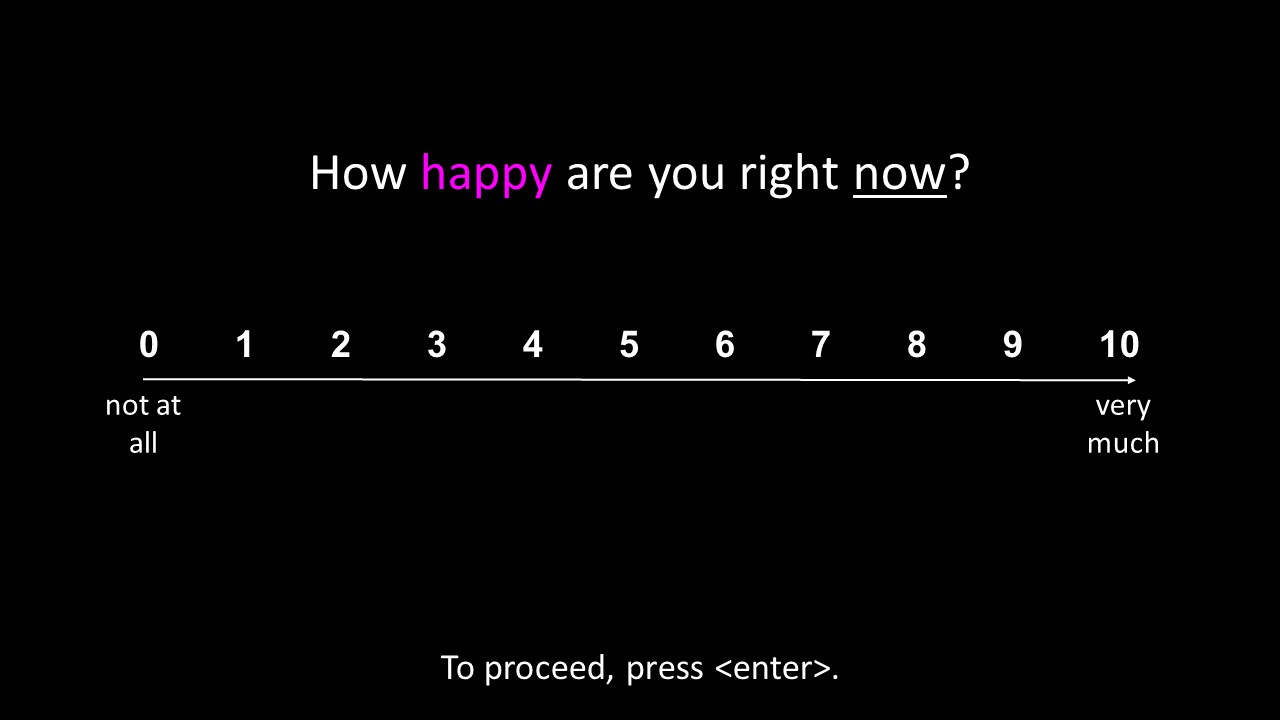 How happy are you right now?
0 1 2 3 4 5 6 7 8 9 10
not at all
very much
To proceed, press <enter>.